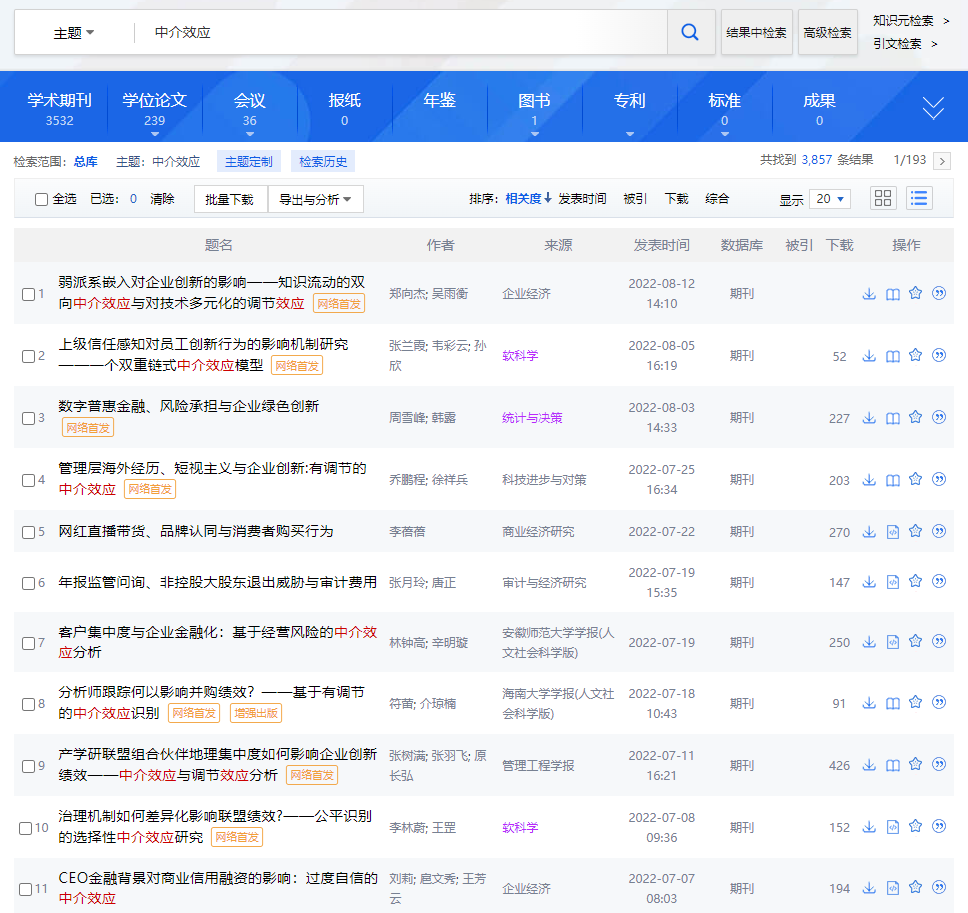 主题 中介效应 结果中检索 高级检索 知识元检索 >
引文检索 >
学术期刊 学位论文 会议 报纸 年鉴 图书 专利 标准 成果
3532 239 36 0 1 0 0
检索范围：总库 主题：中介效应 主题定制 检索历史 共找到 3,857 条结果 1/193 >
全选 已选：0 清除 批量下载 导出与分析 排序：相关度 发表时间 被引 下载 综合 显示 20
题名 作者 来源 发表时间 数据库 被引 下载 操作
1 弱派系嵌入对企业创新的影响——知识流动的双
向中介效应与对技术多元化的调节效应 网络首发
郑向杰; 吴雨衡 企业经济 2022-08-12
14:10
期刊
2 上级信任感知对员工创新行为的影响机制研究
———个双重链式中介效应模型 网络首发
张兰霞; 韦彩云; 孙
欣
软科学 2022-08-05
16:19
期刊 52
3 数字普惠金融、风险承担与企业绿色创新
网络首发
周雪峰; 韩露 统计与决策 2022-08-03
14:33
期刊 227
4 管理层海外经历、短视主义与企业创新:有调节的
中介效应 网络首发
乔鹏程; 徐祥兵 科技进步与对策 2022-07-25
16:34
期刊 203
5 网红直播带货、品牌认同与消费者购买行为 李蓓蓓 商业经济研究 2022-07-22 期刊 270
6 年报监管问询、非控股大股东退出威胁与审计费用 张月玲; 唐正 审计与经济研究 2022-07-19
15:35
期刊 147
7 客户集中度与企业金融化：基于经营风险的中介效
应分析
林钟高; 辛明璇 安徽师范大学学报(人
文社会科学版)
2022-07-19 期刊 250
8 分析师跟踪何以影响并购绩效？——基于有调节
的中介效应识别 网络首发 增强出版
符蕾; 介琼楠 海南大学学报(人文社
会科学版)
2022-07-18
10:43
期刊 91
9 产学研联盟组合伙伴地理集中度如何影响企业创新
绩效——中介效应与调节效应分析 网络首发
张树满; 张羽飞; 原
长弘
管理工程学报 2022-07-11
16:21
期刊 426
10 治理机制如何差异化影响联盟绩效?——公平识别
的选择性中介效应研究 网络首发
李林蔚; 王罡 软科学 2022-07-08
09:36
期刊 152
11 CEO金融背景对商业信用融资的影响：过度自信的
中介效应
刘莉; 扈文秀; 王芳
云
企业经济 2022-07-07
08:03
期刊 194